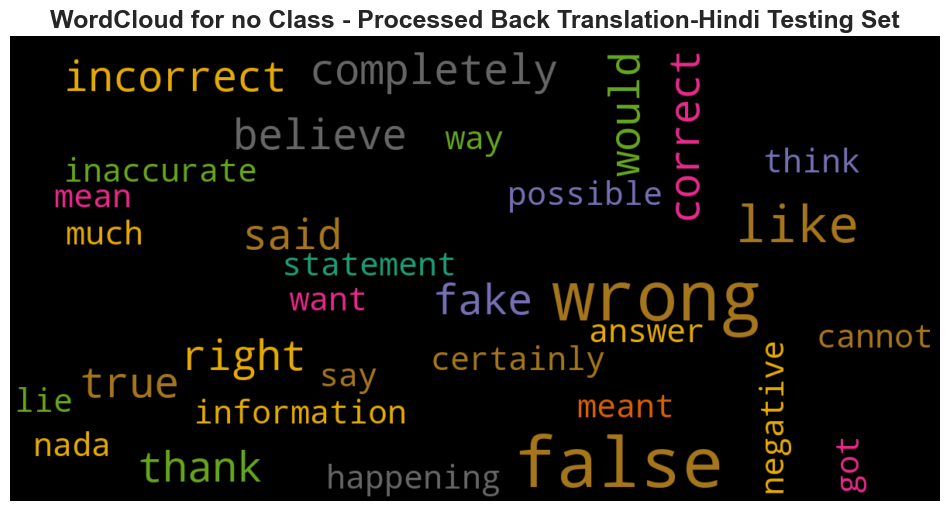 WordCloud for no Class - Processed Back Translation-Hindi Testing Set
incorrect
completely
would
correct
believe
way
think
inaccurate
possible
mean
much
said
like
statement
want
fake
wrong
answer
cannot
right
certainly
true
say
negative
lie
information
meant
nada
thank
happening
false
got